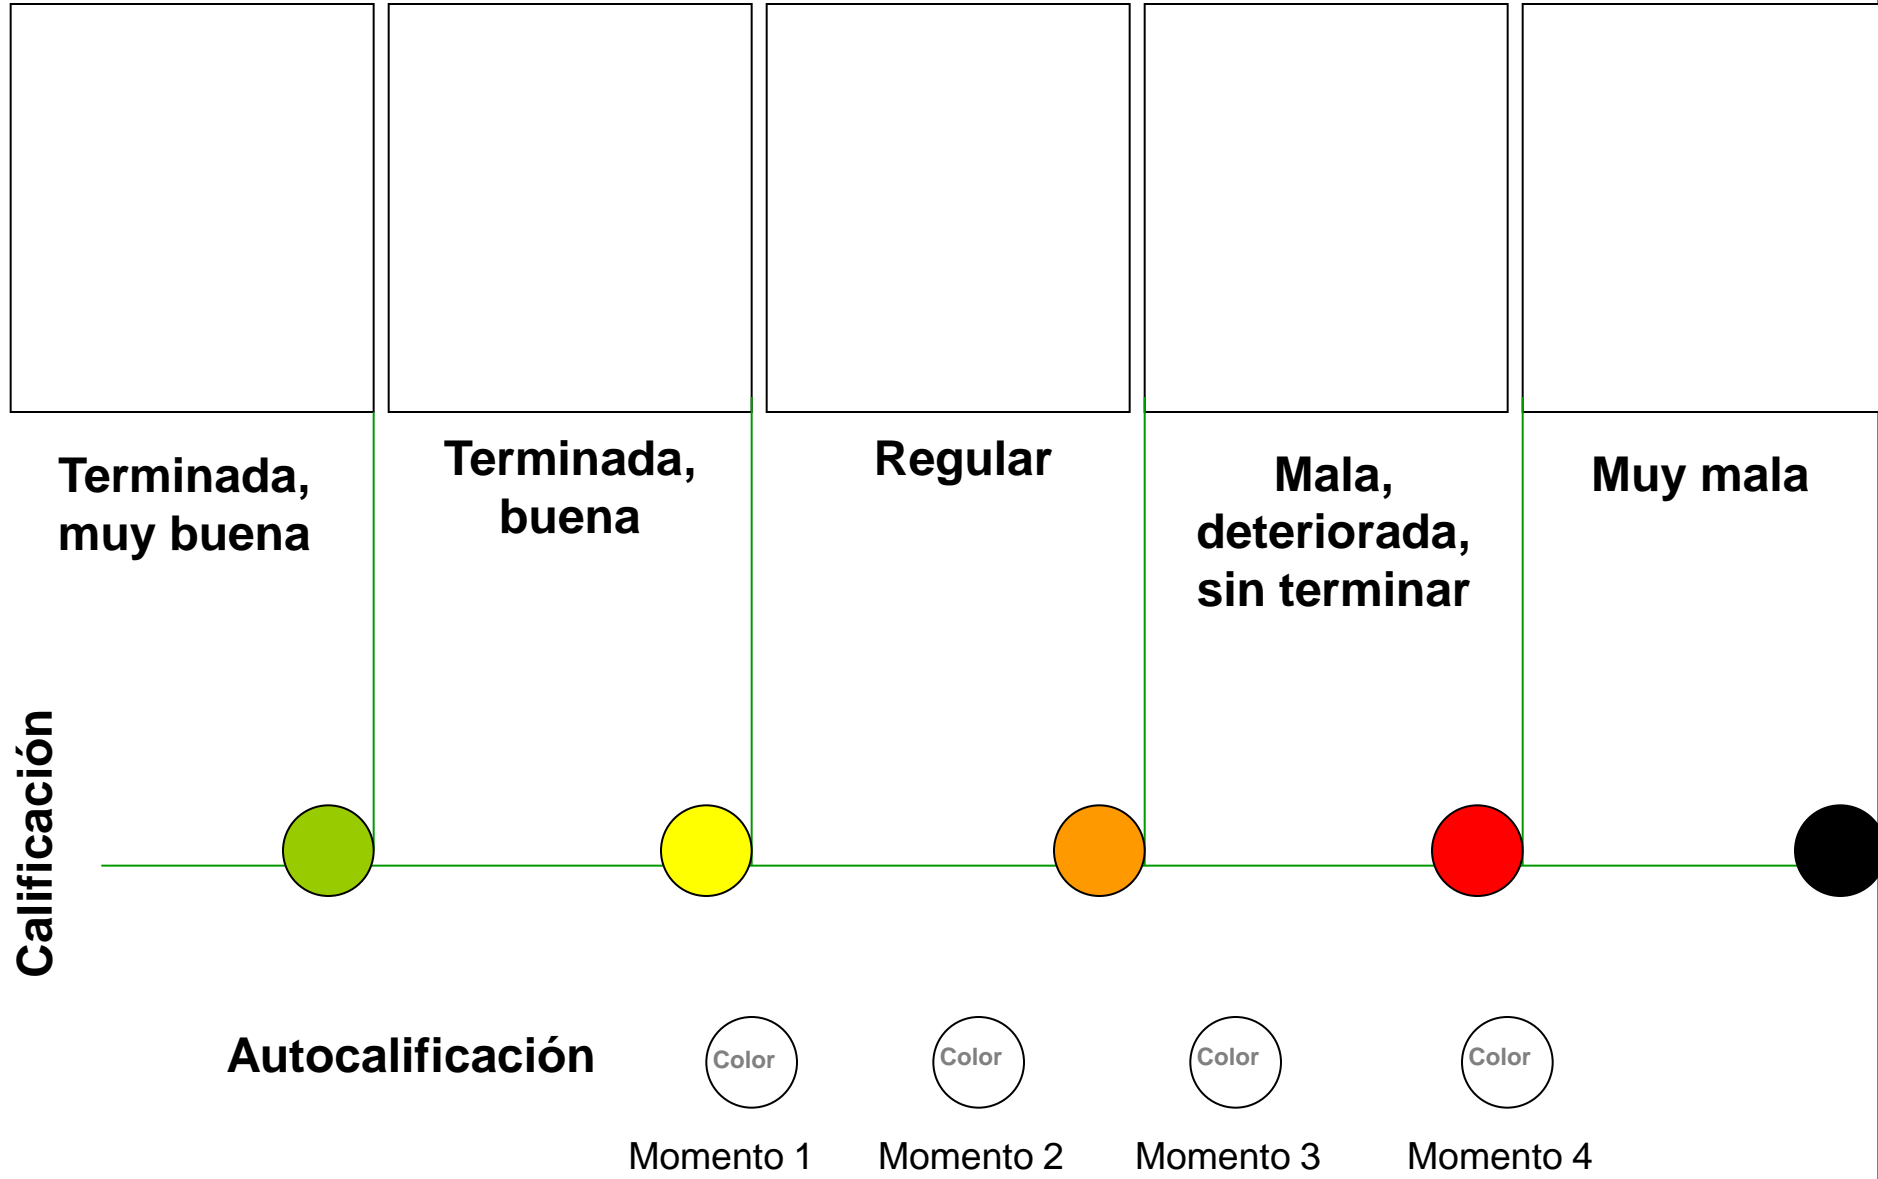 Terminada,
muy buena
Terminada,
buena
Regular
Mala,
deteriorada,
sin terminar
Muy mala
Calificación
Autocalificación
Color
Color
Color
Color
Momento 1
Momento 2
Momento 3
Momento 4